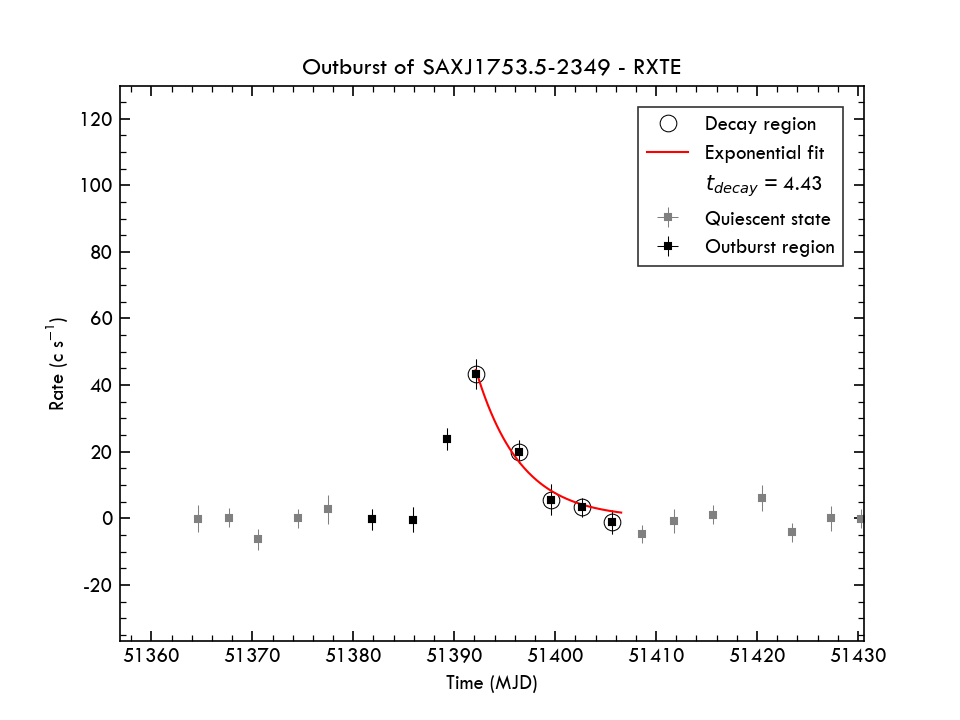 Outburst of SAXJ1753.5-2349 - RXTE
120
100
80
60
40
20
0
-20
Rate (c s⁻¹)
Decay region
Exponential fit
t_decay = 4.43
Quiescent state
Outburst region
51360 51370 51380 51390 51400 51410 51420 51430
Time (MJD)